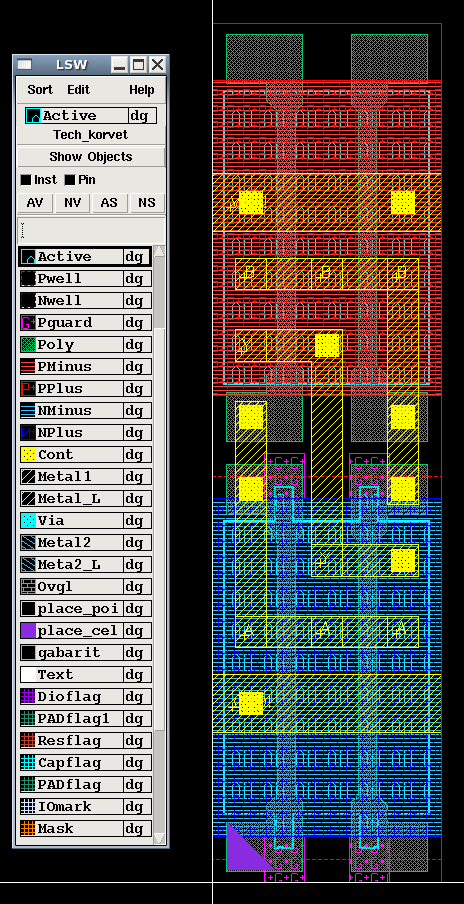 LSW
Sort Edit Help
Active dg
Tech_korvet
Show Objects
Inst Pin
AV NV AS NS
Active dg
Pwell dg
Nwell dg
Pguard dg
Poly dg
PMinus dg
PPlus dg
NMinus dg
NPlus dg
Cont dg
Metal1 dg
Metal_L dg
Via dg
Metal2 dg
Meta2_L dg
Ovgl dg
place_poi dg
place_cel dg
gabarit dg
Text dg
Dioflag dg
PADflag1 dg
Resflag dg
Capflag dg
PADflag dg
IOmark dg
Mask dg
B B B
A A A